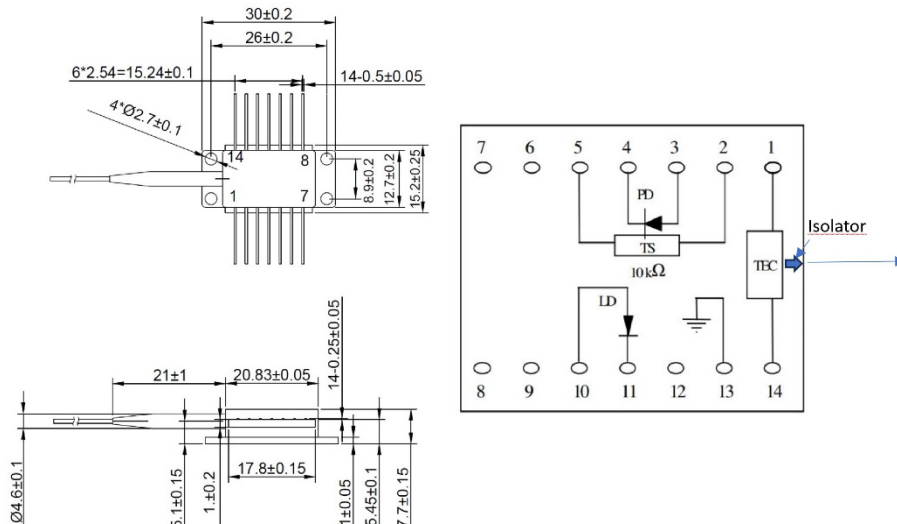 30±0.2
26±0.2
6*2.54=15.24±0.1
14-0.5±0.05
4*Ø2.7±0.1
14
8
1
7
8.9±0.2
12.7±0.2
15.2±0.25
7 6 5 4 3 2 1
PD
TS
10kΩ
TEC
Isolator
LD
8 9 10 11 12 13 14
21±1
20.83±0.05
14-0.25±0.05
17.8±0.15
Ø4.6±0.1
5.1±0.15
1.±0.2
1±0.05
5.45±0.1
7.7±0.15